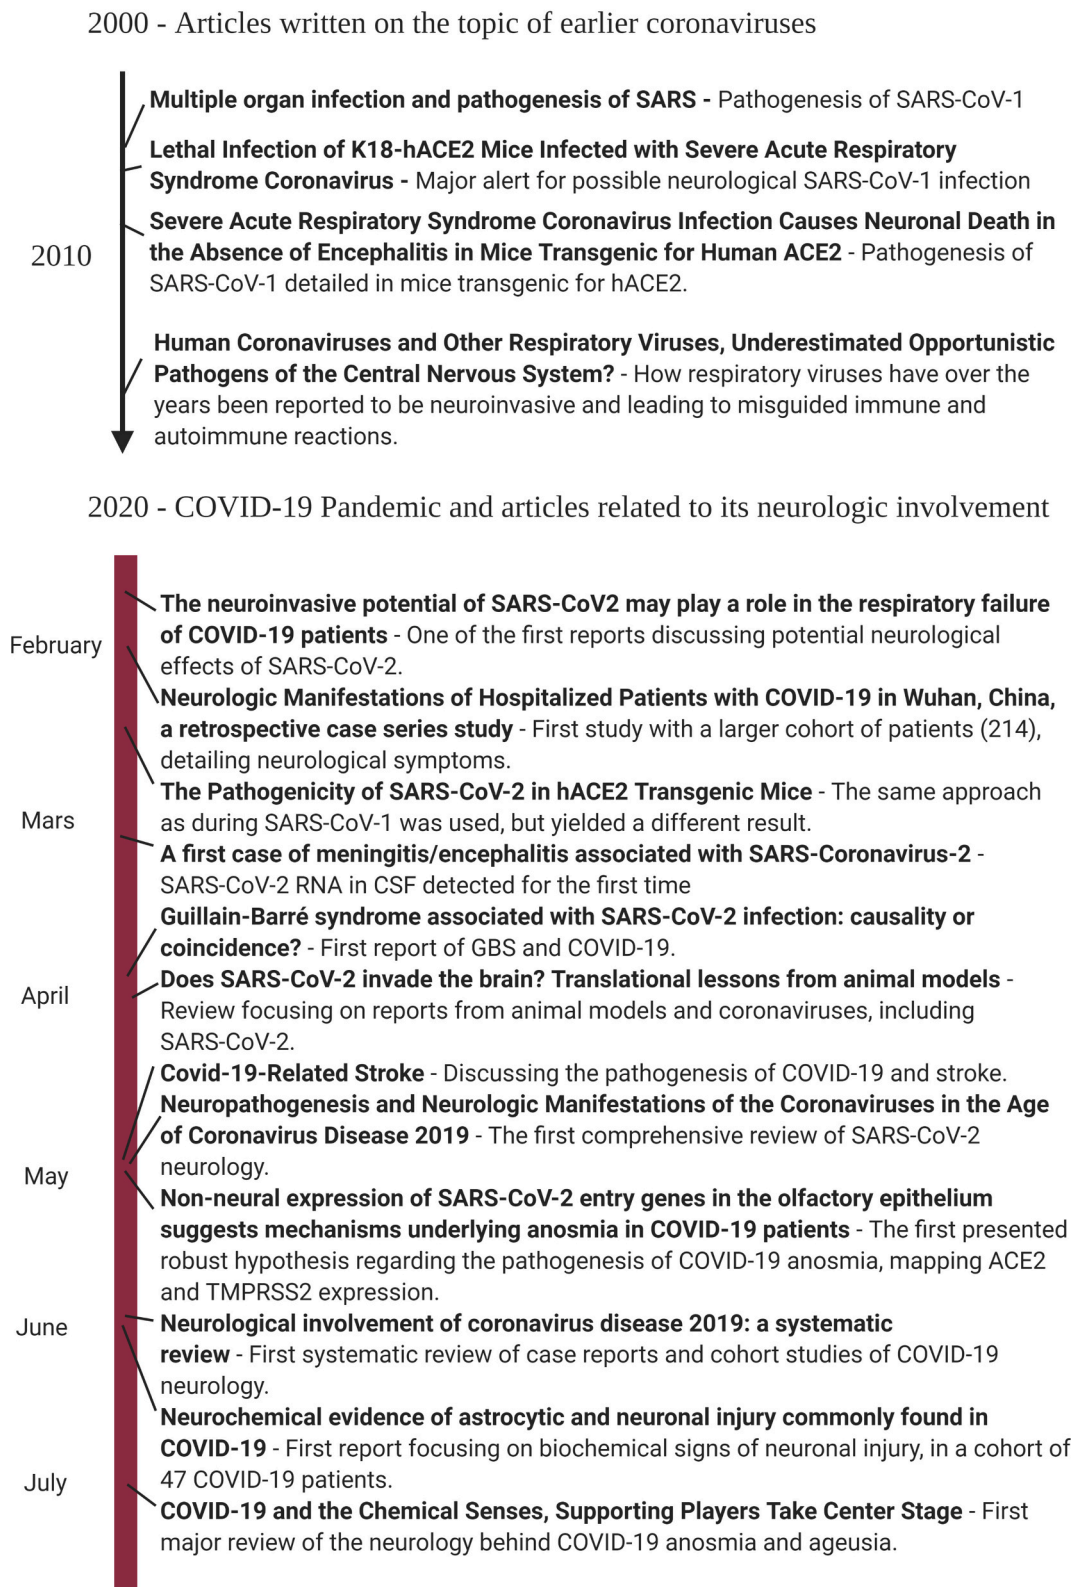 2000 - Articles written on the topic of earlier coronaviruses
Multiple organ infection and pathogenesis of SARS - Pathogenesis of SARS-CoV-1
Lethal Infection of K18-hACE2 Mice Infected with Severe Acute Respiratory
Syndrome Coronavirus - Major alert for possible neurological SARS-CoV-1 infection
Severe Acute Respiratory Syndrome Coronavirus Infection Causes Neuronal Death in
the Absence of Encephalitis in Mice Transgenic for Human ACE2 - Pathogenesis of
SARS-CoV-1 detailed in mice transgenic for hACE2.
2010
Human Coronaviruses and Other Respiratory Viruses, Underestimated Opportunistic
Pathogens of the Central Nervous System? - How respiratory viruses have over the
years been reported to be neuroinvasive and leading to misguided immune and
autoimmune reactions.
2020 - COVID-19 Pandemic and articles related to its neurologic involvement
The neuroinvasive potential of SARS-CoV2 may play a role in the respiratory failure
of COVID-19 patients - One of the first reports discussing potential neurological
effects of SARS-CoV-2.
February
Neurologic Manifestations of Hospitalized Patients with COVID-19 in Wuhan, China,
a retrospective case series study - First study with a larger cohort of patients (214),
detailing neurological symptoms.
The Pathogenicity of SARS-CoV-2 in hACE2 Transgenic Mice - The same approach
as during SARS-CoV-1 was used, but yielded a different result.
Mars
A first case of meningitis/encephalitis associated with SARS-Coronavirus-2 -
SARS-CoV-2 RNA in CSF detected for the first time
Guillain-Barré syndrome associated with SARS-CoV-2 infection: causality or
coincidence? - First report of GBS and COVID-19.
Does SARS-CoV-2 invade the brain? Translational lessons from animal models -
Review focusing on reports from animal models and coronaviruses, including
SARS-CoV-2.
April
Covid-19-Related Stroke - Discussing the pathogenesis of COVID-19 and stroke.
Neuropathogenesis and Neurologic Manifestations of the Coronaviruses in the Age
of Coronavirus Disease 2019 - The first comprehensive review of SARS-CoV-2
neurology.
May
Non-neural expression of SARS-CoV-2 entry genes in the olfactory epithelium
suggests mechanisms underlying anosmia in COVID-19 patients - The first presented
robust hypothesis regarding the pathogenesis of COVID-19 anosmia, mapping ACE2
and TMPRSS2 expression.
June
Neurological involvement of coronavirus disease 2019: a systematic
review - First systematic review of case reports and cohort studies of COVID-19
neurology.
Neurochemical evidence of astrocytic and neuronal injury commonly found in
COVID-19 - First report focusing on biochemical signs of neuronal injury, in a cohort of
47 COVID-19 patients.
July
COVID-19 and the Chemical Senses, Supporting Players Take Center Stage - First
major review of the neurology behind COVID-19 anosmia and ageusia.